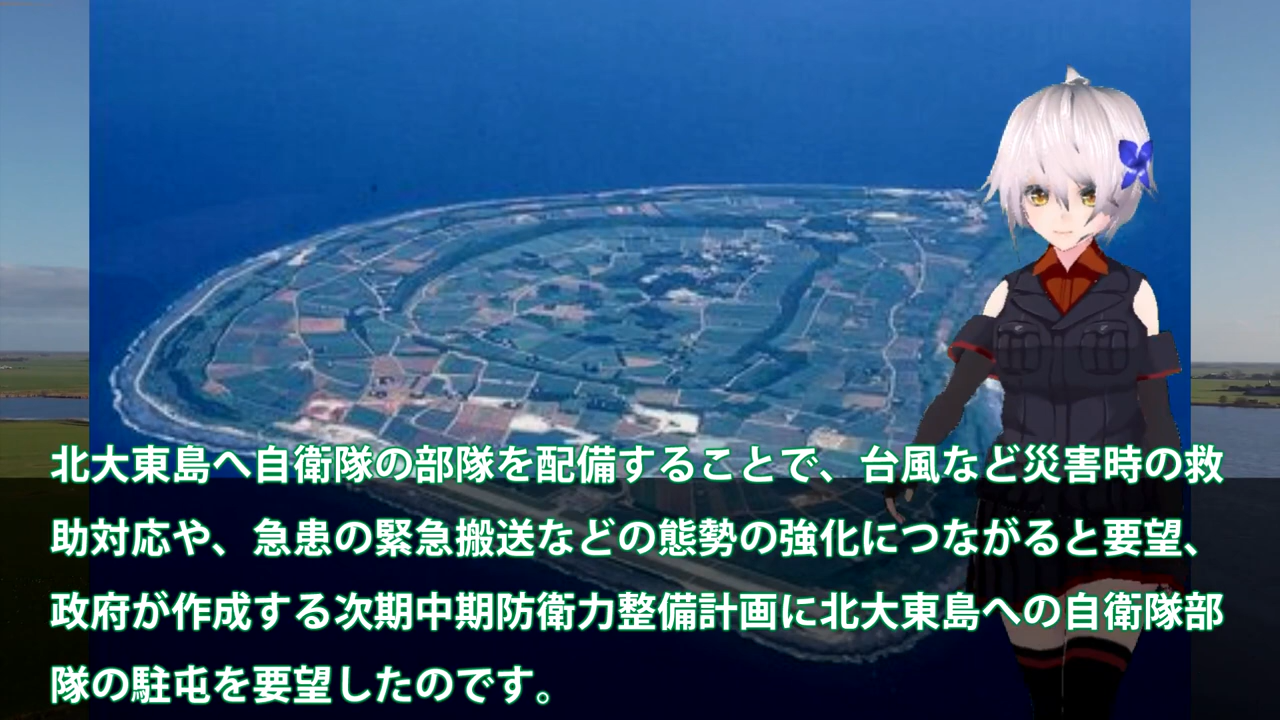 北大東島へ自衛隊の部隊を配備することで、台風など災害時の救
助対応や、急患の緊急搬送などの態勢の強化につながると要望、
政府が作成する次期中期防衛力整備計画に北大東島への自衛隊部
隊の駐屯を要望したのです。